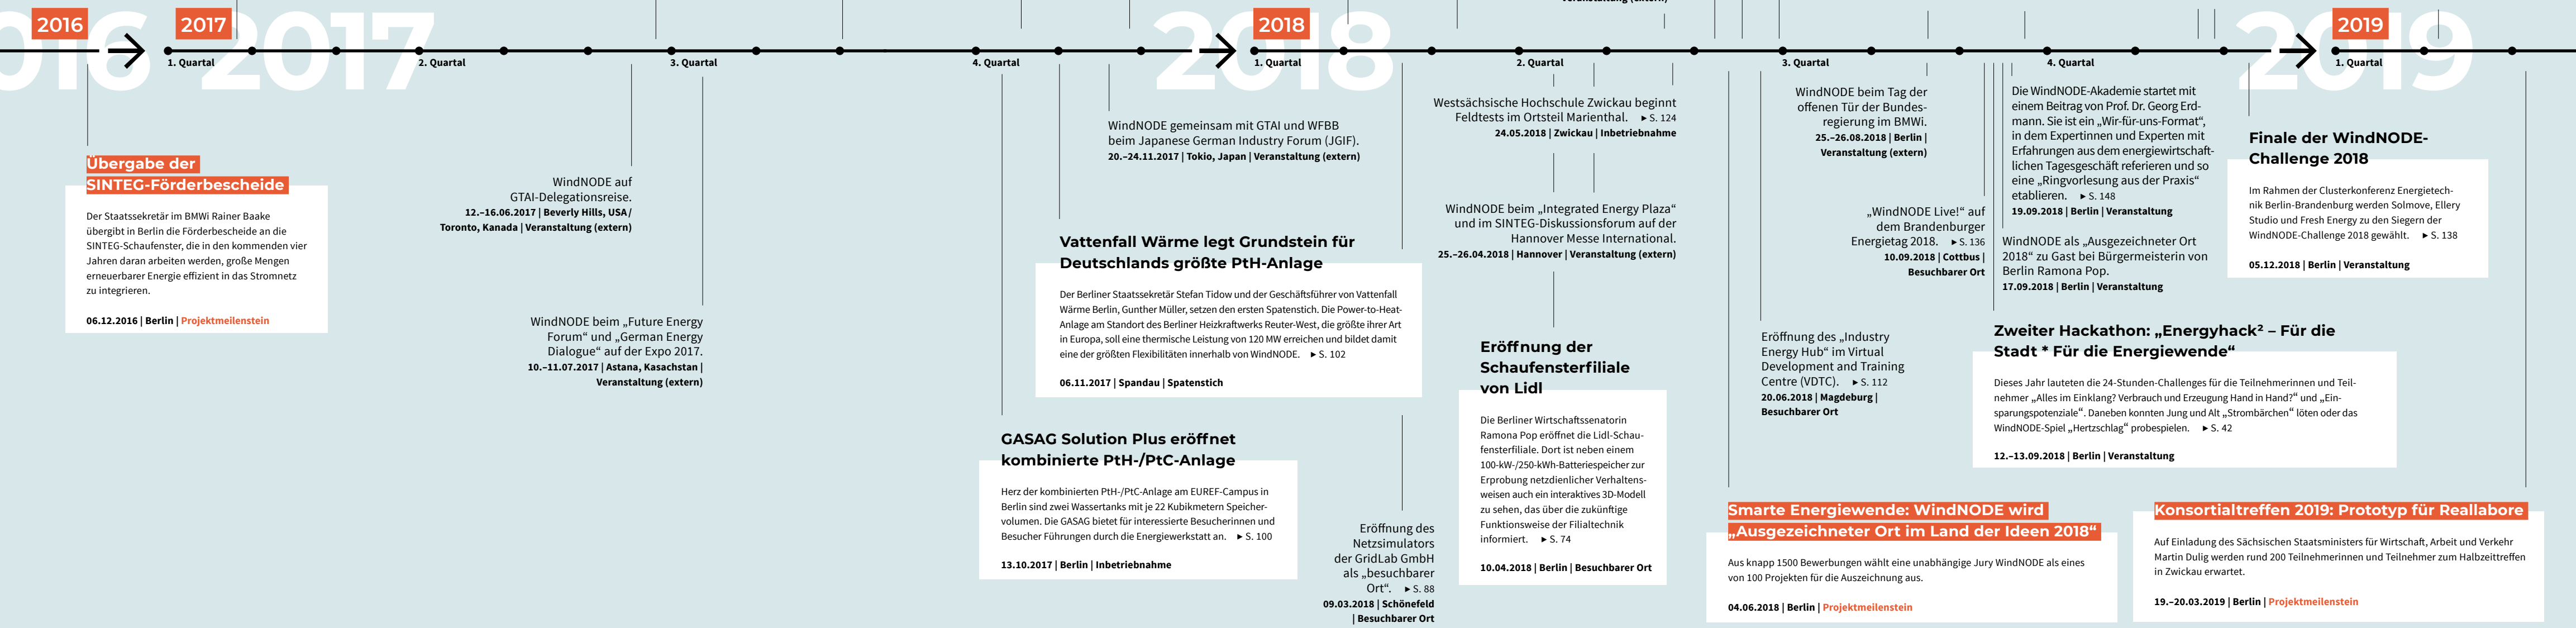 Veranstaltung (extern)
2016
2017
2018
2019
2016
2017
2018
2019
1. Quartal
2. Quartal
3. Quartal
4. Quartal
1. Quartal
2. Quartal
3. Quartal
4. Quartal
1. Quartal
Übergabe der
SINTEG-Förderbescheide
Der Staatssekretär im BMWi Rainer Baake
übergibt in Berlin die Förderbescheide an die
SINTEG-Schaufenster, die in den kommenden vier
Jahren daran arbeiten werden, große Mengen
erneuerbarer Energie effizient in das Stromnetz
zu integrieren.
06.12.2016 | Berlin | Projektmeilenstein
WindNODE auf
GTAI-Delegationsreise.
12.–16.06.2017 | Beverly Hills, USA /
Toronto, Kanada | Veranstaltung (extern)
WindNODE beim „Future Energy
Forum“ und „German Energy
Dialogue“ auf der Expo 2017.
10.–11.07.2017 | Astana, Kasachstan |
Veranstaltung (extern)
WindNODE gemeinsam mit GTAI und WFBB
beim Japanese German Industry Forum (JGIF).
20.–24.11.2017 | Tokio, Japan | Veranstaltung (extern)
Vattenfall Wärme legt Grundstein für
Deutschlands größte PtH-Anlage
Der Berliner Staatssekretär Stefan Tidow und der Geschäftsführer von Vattenfall
Wärme Berlin, Gunther Müller, setzen den ersten Spatenstich. Die Power-to-Heat-
Anlage am Standort des Berliner Heizkraftwerks Reuter-West, die größte ihrer Art
in Europa, soll eine thermische Leistung von 120 MW erreichen und bildet damit
eine der größten Flexibilitäten innerhalb von WindNODE. ▸ S. 102
06.11.2017 | Spandau | Spatenstich
GASAG Solution Plus eröffnet
kombinierte PtH-/PtC-Anlage
Herz der kombinierten PtH-/PtC-Anlage am EUREF-Campus in
Berlin sind zwei Wassertanks mit je 22 Kubikmetern Speicher-
volumen. Die GASAG bietet für interessierte Besucherinnen und
Besucher Führungen durch die Energiewerkstatt an. ▸ S. 100
13.10.2017 | Berlin | Inbetriebnahme
Eröffnung des
Netzsimulators
der GridLab GmbH
als „besuchbarer
Ort“. ▸ S. 88
09.03.2018 | Schönefeld
| Besuchbarer Ort
Westsächsische Hochschule Zwickau beginnt
Feldtests im Ortsteil Marienthal. ▸ S. 124
24.05.2018 | Zwickau | Inbetriebnahme
WindNODE beim „Integrated Energy Plaza“
und im SINTEG-Diskussionsforum auf der
Hannover Messe International.
25.–26.04.2018 | Hannover | Veranstaltung (extern)
Eröffnung der
Schaufensterfiliale
von Lidl
Die Berliner Wirtschaftssenatorin
Ramona Pop eröffnet die Lidl-Schau-
fensterfiliale. Dort ist neben einem
100-kW-/250-kWh-Batteriespeicher zur
Erprobung netzdienlicher Verhaltens-
weisen auch ein interaktives 3D-Modell
zu sehen, das über die zukünftige
Funktionsweise der Filialtechnik
informiert. ▸ S. 74
10.04.2018 | Berlin | Besuchbarer Ort
WindNODE beim Tag der
offenen Tür der Bundes-
regierung im BMWi.
25.–26.08.2018 | Berlin |
Veranstaltung (extern)
„WindNODE Live!“ auf
dem Brandenburger
Energietag 2018. ▸ S. 136
10.09.2018 | Cottbus |
Besuchbarer Ort
Eröffnung des „Industry
Energy Hub“ im Virtual
Development and Training
Centre (VDTC). ▸ S. 112
20.06.2018 | Magdeburg |
Besuchbarer Ort
Smarte Energiewende: WindNODE wird
„Ausgezeichneter Ort im Land der Ideen 2018“
Aus knapp 1500 Bewerbungen wählt eine unabhängige Jury WindNODE als eines
von 100 Projekten für die Auszeichnung aus.
04.06.2018 | Berlin | Projektmeilenstein
Die WindNODE-Akademie startet mit
einem Beitrag von Prof. Dr. Georg Erd-
mann. Sie ist ein „Wir-für-uns-Format“,
in dem Expertinnen und Experten mit
Erfahrungen aus dem energiewirtschaft-
lichen Tagesgeschäft referieren und so
eine „Ringvorlesung aus der Praxis“
etablieren. ▸ S. 148
19.09.2018 | Berlin | Veranstaltung
WindNODE als „Ausgezeichneter Ort
2018“ zu Gast bei Bürgermeisterin von
Berlin Ramona Pop.
17.09.2018 | Berlin | Veranstaltung
Zweiter Hackathon: „Energyhack² – Für die
Stadt * Für die Energiewende“
Dieses Jahr lauteten die 24-Stunden-Challenges für die Teilnehmerinnen und Teil-
nehmer „Alles im Einklang? Verbrauch und Erzeugung Hand in Hand?“ und „Ein-
sparungspotenziale“. Daneben konnten Jung und Alt „Strombärchen“ löten oder das
WindNODE-Spiel „Hertzschlag“ probespielen. ▸ S. 42
12.–13.09.2018 | Berlin | Veranstaltung
Finale der WindNODE-
Challenge 2018
Im Rahmen der Clusterkonferenz Energietech-
nik Berlin-Brandenburg werden Solmove, Ellery
Studio und Fresh Energy zu den Siegern der
WindNODE-Challenge 2018 gewählt. ▸ S. 138
05.12.2018 | Berlin | Veranstaltung
Konsortialtreffen 2019: Prototyp für Reallabore
Auf Einladung des Sächsischen Staatsministers für Wirtschaft, Arbeit und Verkehr
Martin Dulig werden rund 200 Teilnehmerinnen und Teilnehmer zum Halbzeittreffen
in Zwickau erwartet.
19.–20.03.2019 | Berlin | Projektmeilenstein